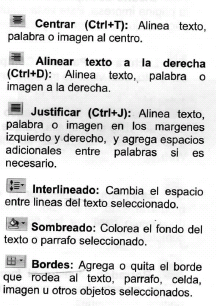 Centrar (Ctrl+T): Alinea texto,
palabra o imagen al centro.
Alinear texto a la derecha
(Ctrl+D): Alinea texto, palabra o
imagen a la derecha.
Justificar (Ctrl+J): Alinea texto,
palabra o imagen en los margenes
izquierdo y derecho, y agrega espacios
adicionales entre palabras si es
necesario.
Interlineado: Cambia el espacio
entre lineas del texto seleccionado.
Sombreado: Colorea el fondo del
texto o parrafo seleccionado.
Bordes: Agrega o quita el borde
que rodea al texto, parrafo, celda,
imagen u otros objetos seleccionados.